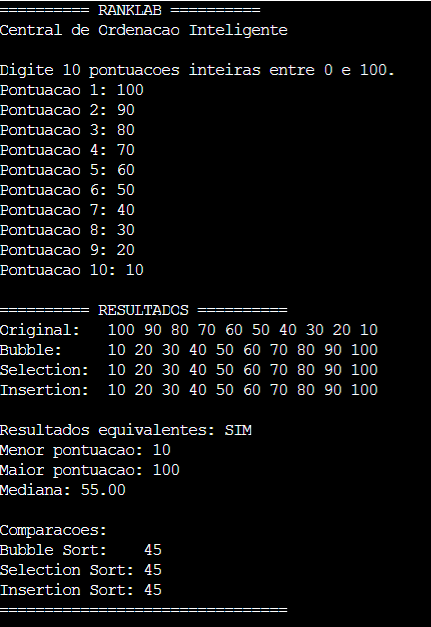 ========== RANKLAB ==========
Central de Ordenacao Inteligente
Digite 10 pontuacoes inteiras entre 0 e 100.
Pontuacao 1: 100
Pontuacao 2: 90
Pontuacao 3: 80
Pontuacao 4: 70
Pontuacao 5: 60
Pontuacao 6: 50
Pontuacao 7: 40
Pontuacao 8: 30
Pontuacao 9: 20
Pontuacao 10: 10
========== RESULTADOS ==========
Original:   100 90 80 70 60 50 40 30 20 10
Bubble:     10 20 30 40 50 60 70 80 90 100
Selection:  10 20 30 40 50 60 70 80 90 100
Insertion:  10 20 30 40 50 60 70 80 90 100
Resultados equivalentes: SIM
Menor pontuacao: 10
Maior pontuacao: 100
Mediana: 55.00
Comparacoes:
Bubble Sort:    45
Selection Sort: 45
Insertion Sort: 45
================================